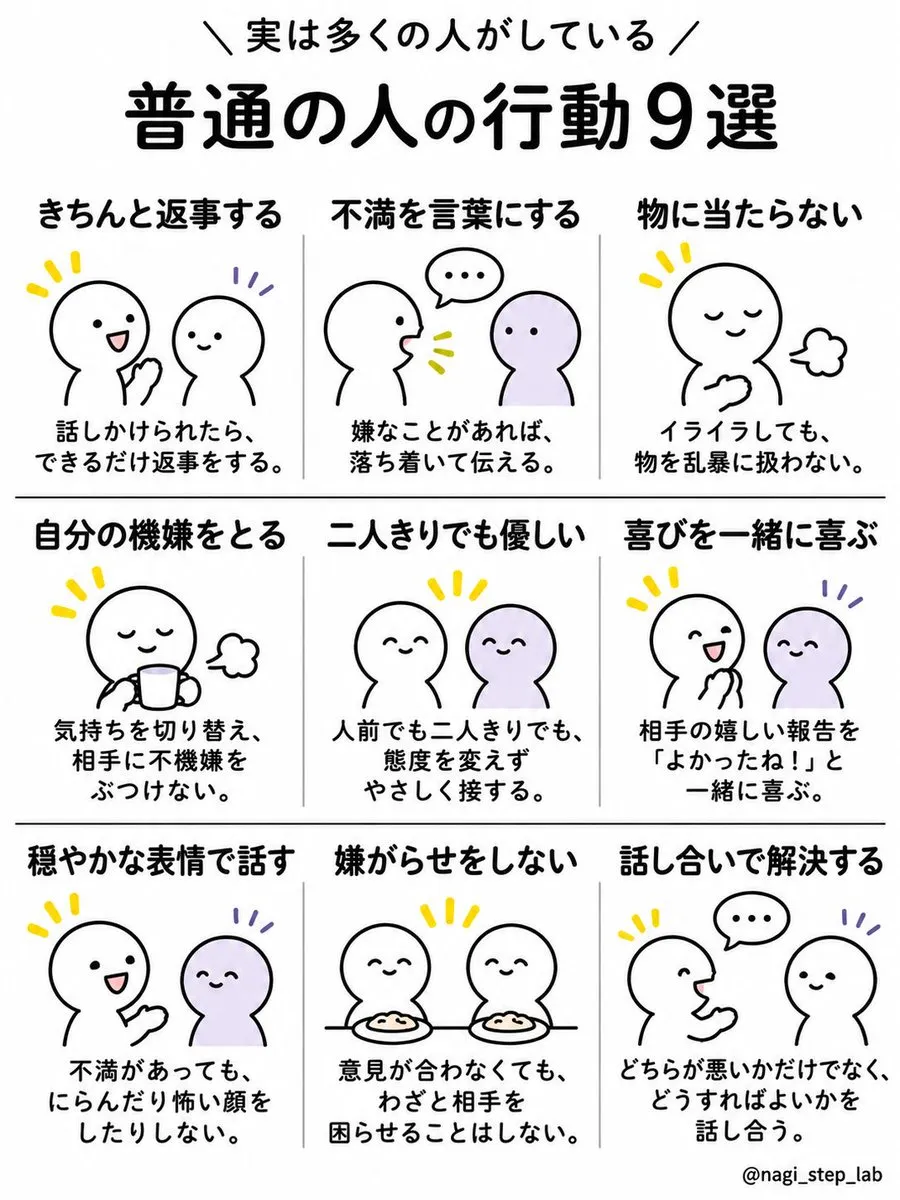 ＼ 実は多くの人がしている ／
普通の人の行動9選
きちんと返事する
話しかけられたら、
できるだけ返事をする。
不満を言葉にする
嫌なことがあれば、
落ち着いて伝える。
物に当たらない
イライラしても、
物を乱暴に扱わない。
自分の機嫌をとる
気持ちを切り替え、
相手に不機嫌を
ぶつけない。
二人きりでも優しい
人前でも二人きりでも、
態度を変えず
やさしく接する。
喜びを一緒に喜ぶ
相手の嬉しい報告を
「よかったね！」と
一緒に喜ぶ。
穏やかな表情で話す
不満があっても、
にらんだり怖い顔を
したりしない。
嫌がらせをしない
意見が合わなくても、
わざと相手を
困らせることはしない。
話し合いで解決する
どちらが悪いかだけでなく、
どうすればよいかを
話し合う。
@nagi_step_lab